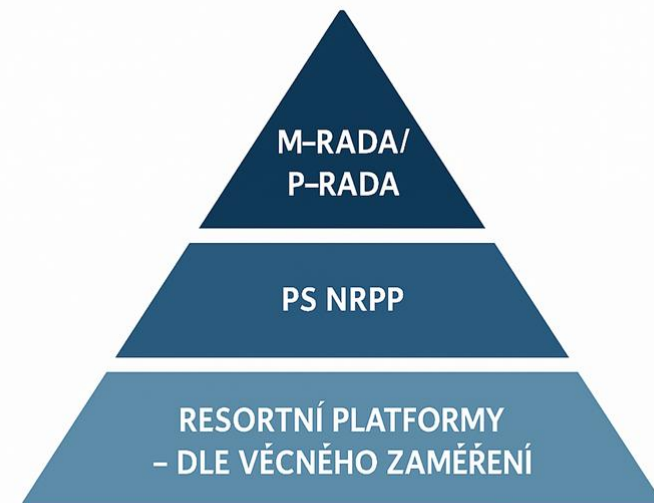 M–RADA/
P–RADA
PS NRPP
RESORTNÍ PLATFORMY
– DLE VĚCNÉHO ZAMĚŘENÍ